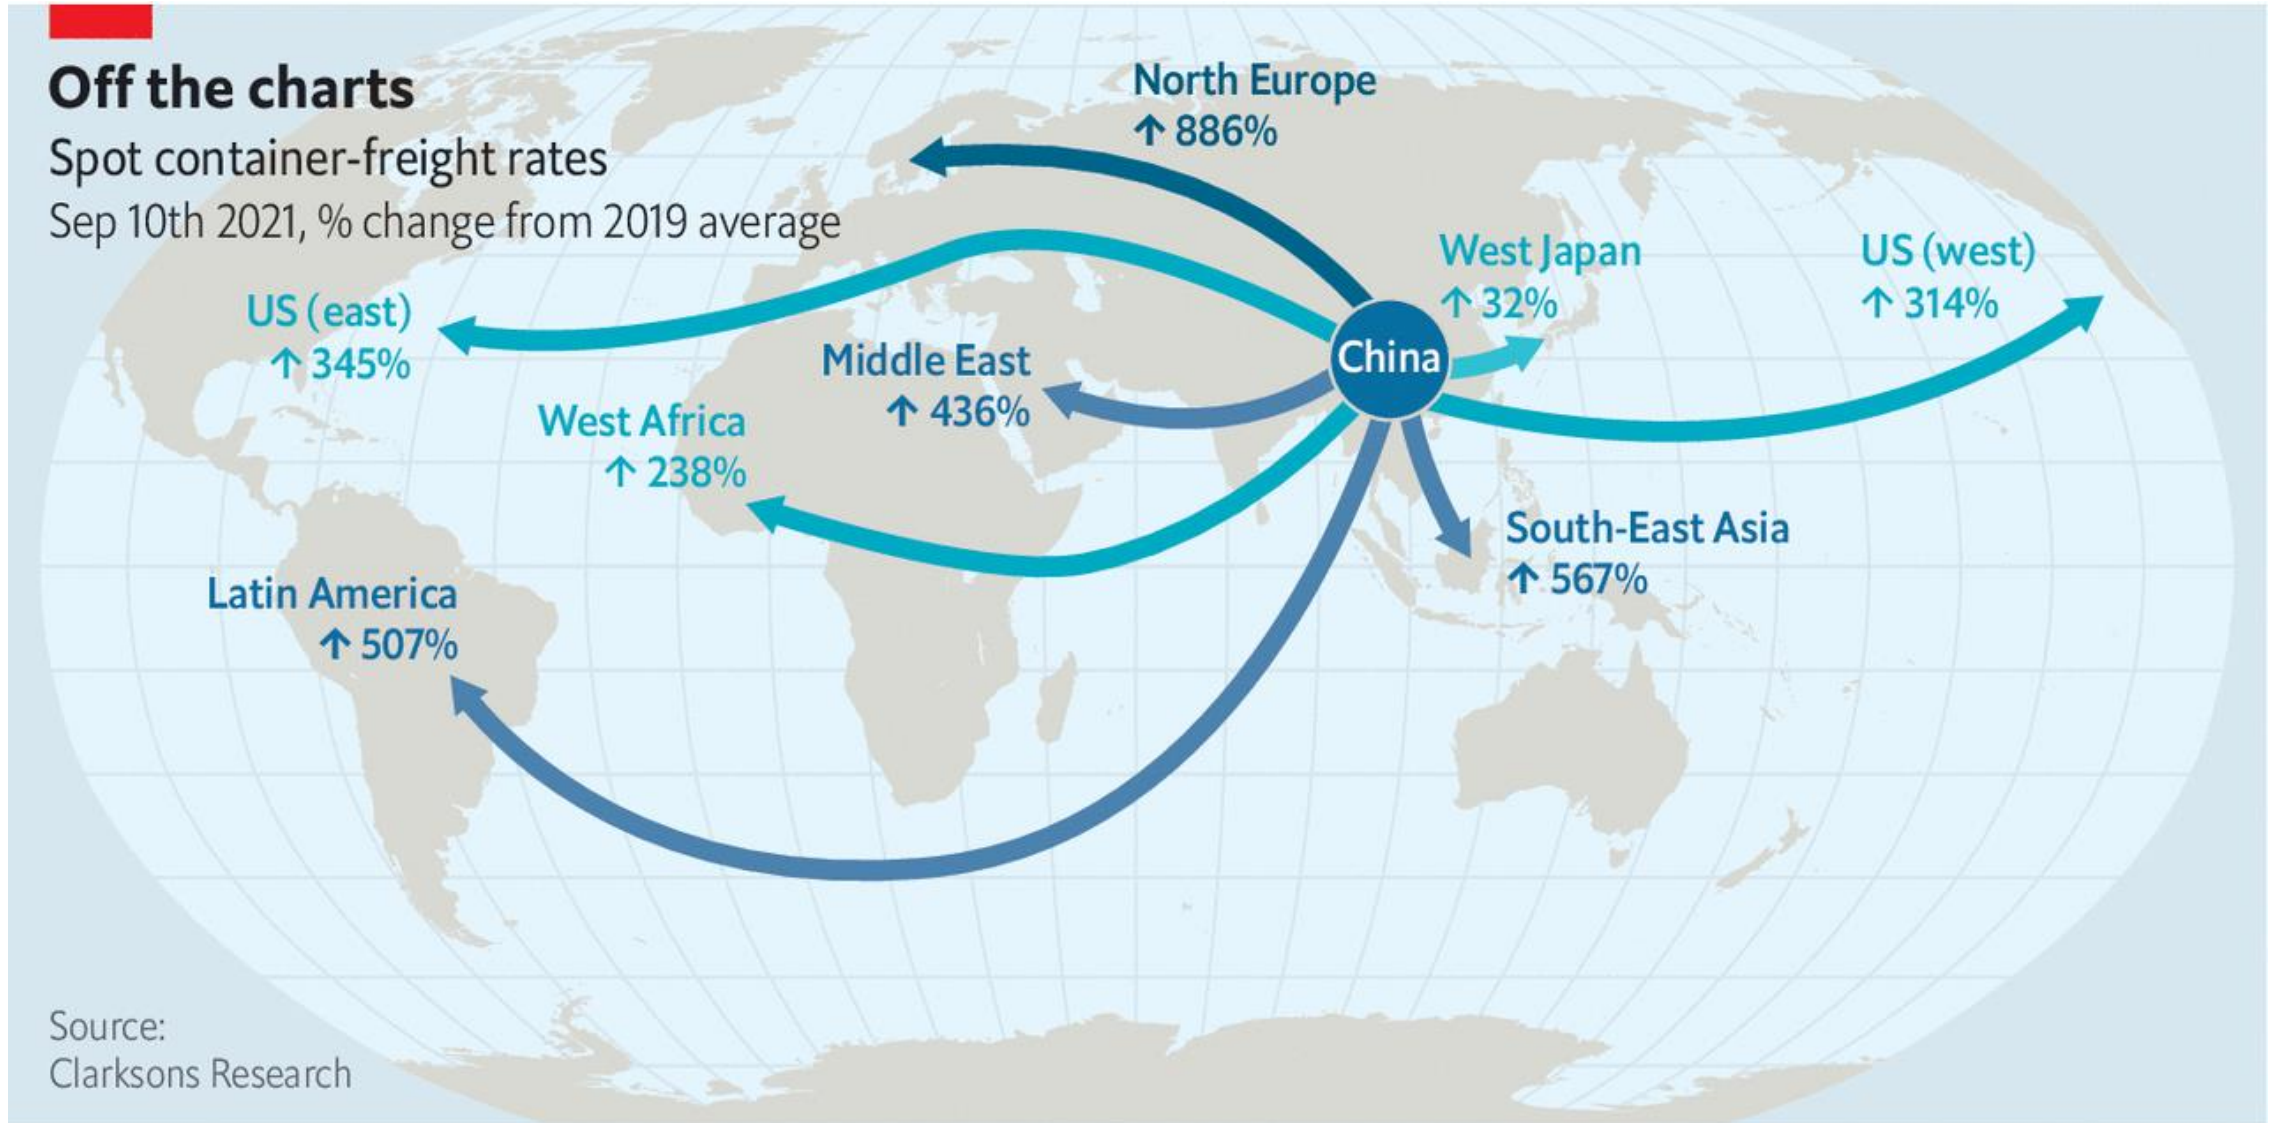 Off the charts
Spot container-freight rates
Sep 10th 2021, % change from 2019 average
North Europe
↑ 886%
West Japan
↑ 32%
US (west)
↑ 314%
US (east)
↑ 345%
China
Middle East
↑ 436%
West Africa
↑ 238%
South-East Asia
↑ 567%
Latin America
↑ 507%
Source:
Clarksons Research